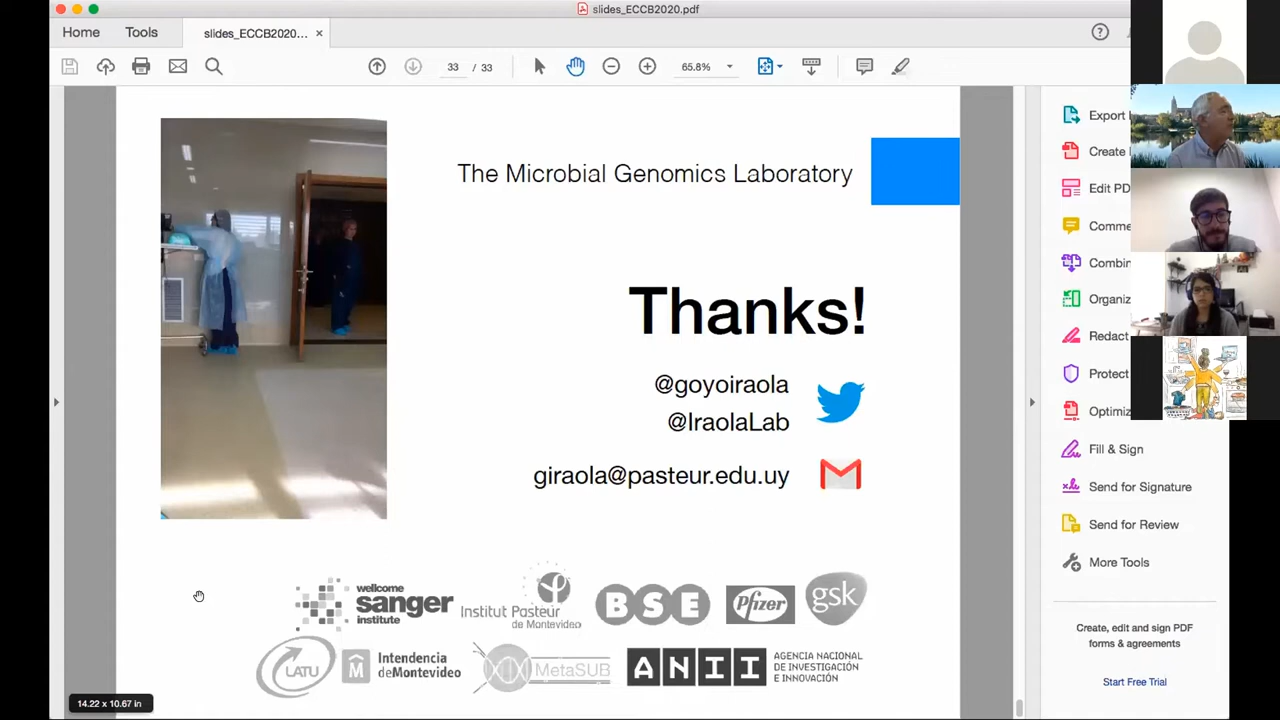 slides_ECCB2020.pdf
Home
Tools
slides_ECCB2020... ×
?
33 / 33
65.8%
The Microbial Genomics Laboratory
Thanks!
@goyoiraola
@IraolaLab
giraola@pasteur.edu.uy
wellcome
sanger
institute
Institut Pasteur
de Montevideo
BSE
Pfizer
gsk
LATU
Intendencia
deMontevideo
MetaSUB
ANII
AGENCIA NACIONAL
DE INVESTIGACIÓN
E INNOVACIÓN
14.22 x 10.67 in
Export
Create
Edit PD
Comme
Combin
Organiz
Redact
Protect
Optimiz
Fill & Sign
Send for Signature
Send for Review
More Tools
Create, edit and sign PDF
forms & agreements
Start Free Trial